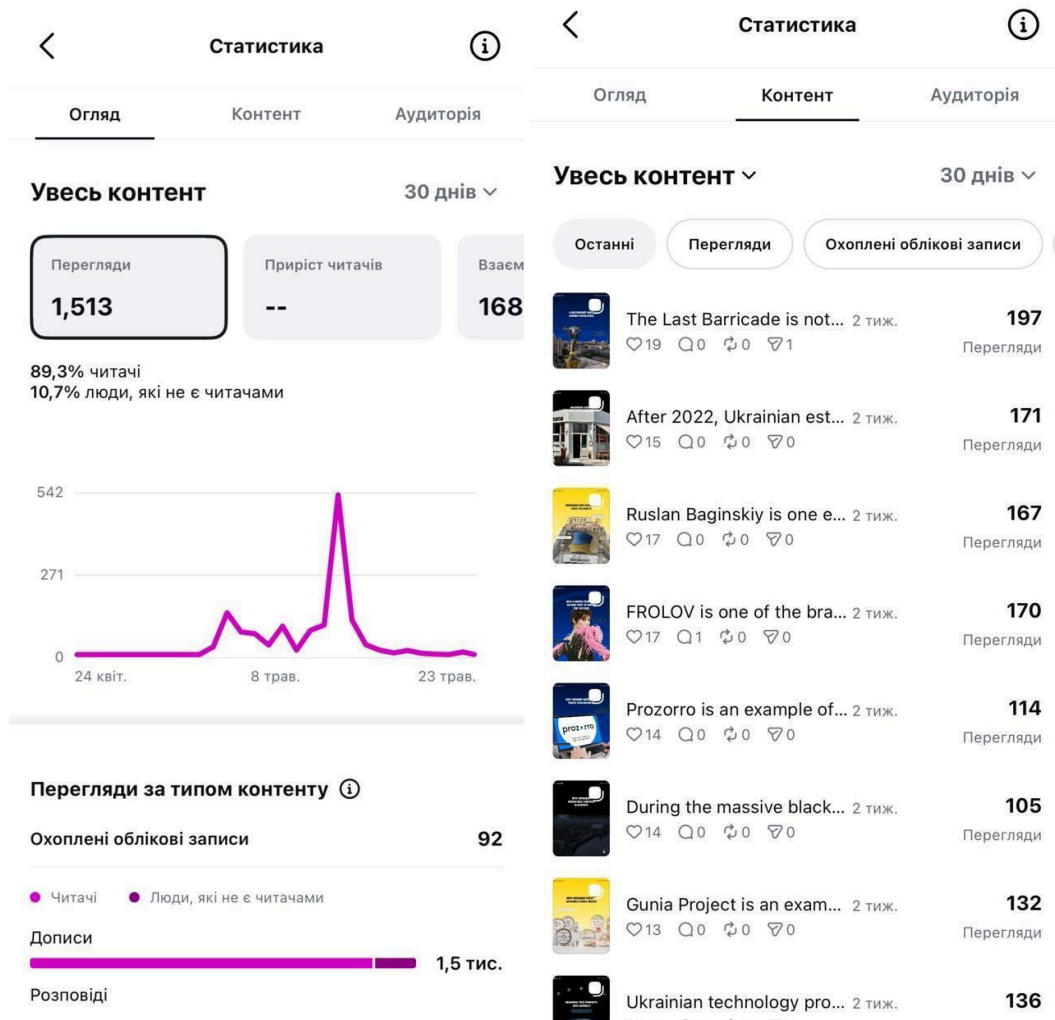 Статистика
Огляд
Контент
Аудиторія
Увесь контент
30 днів
Перегляди
1,513
Приріст читачів
--
Взаєм
168
89,3% читачі
10,7% люди, які не є читачами
542
271
0
24 квіт.
8 трав.
23 трав.
Перегляди за типом контенту
Охоплені облікові записи
92
Читачі
Люди, які не є читачами
Дописи
1,5 тис.
Розповіді
Статистика
Огляд
Контент
Аудиторія
Увесь контент
30 днів
Останні
Перегляди
Охоплені облікові записи
The Last Barricade is not... 2 тиж.
197
19 0 0 1
Перегляди
After 2022, Ukrainian est... 2 тиж.
171
15 0 0 0
Перегляди
Ruslan Baginskiy is one e... 2 тиж.
167
17 0 0 0
Перегляди
FROLOV is one of the bra... 2 тиж.
170
17 1 0 0
Перегляди
prozorro
Prozorro is an example of... 2 тиж.
114
14 0 0 0
Перегляди
During the massive black... 2 тиж.
105
14 0 0 0
Перегляди
Gunia Project is an exam... 2 тиж.
132
13 0 0 0
Перегляди
Ukrainian technology pro... 2 тиж.
136